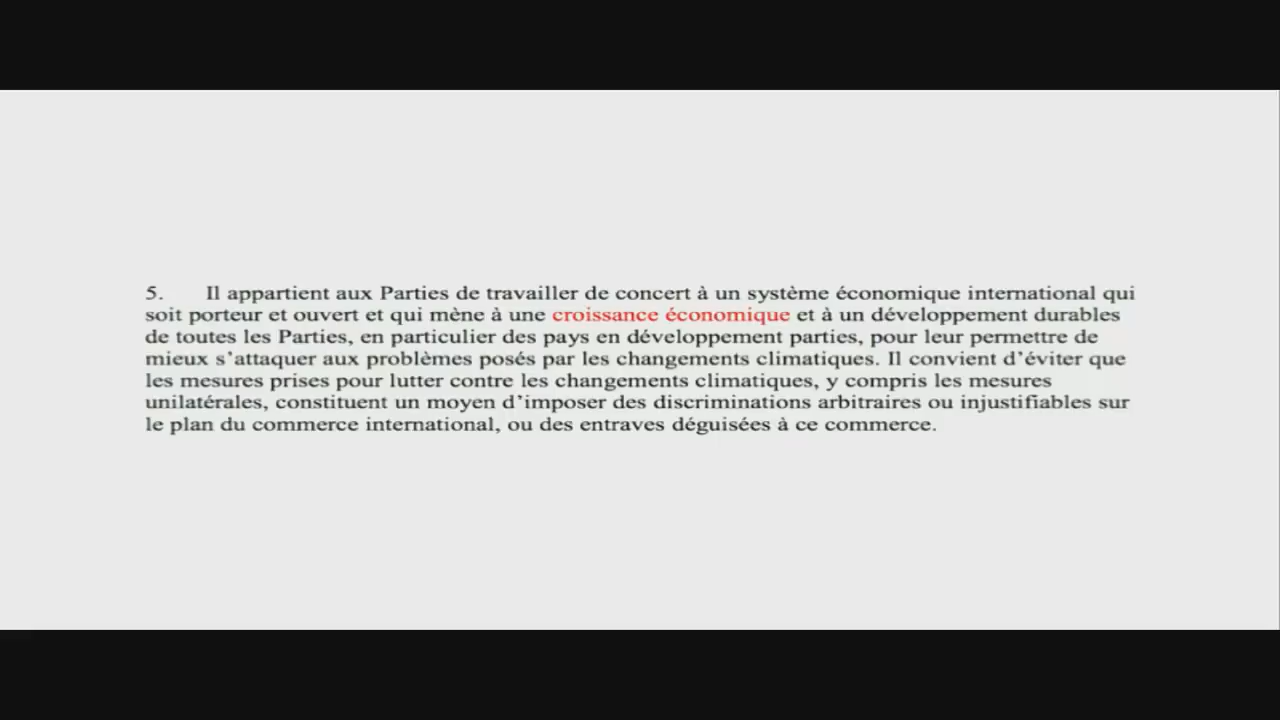 5. Il appartient aux Parties de travailler de concert à un système économique international qui
soit porteur et ouvert et qui mène à une croissance économique et à un développement durables
de toutes les Parties, en particulier des pays en développement parties, pour leur permettre de
mieux s’attaquer aux problèmes posés par les changements climatiques. Il convient d’éviter que
les mesures prises pour lutter contre les changements climatiques, y compris les mesures
unilatérales, constituent un moyen d’imposer des discriminations arbitraires ou injustifiables sur
le plan du commerce international, ou des entraves déguisées à ce commerce.